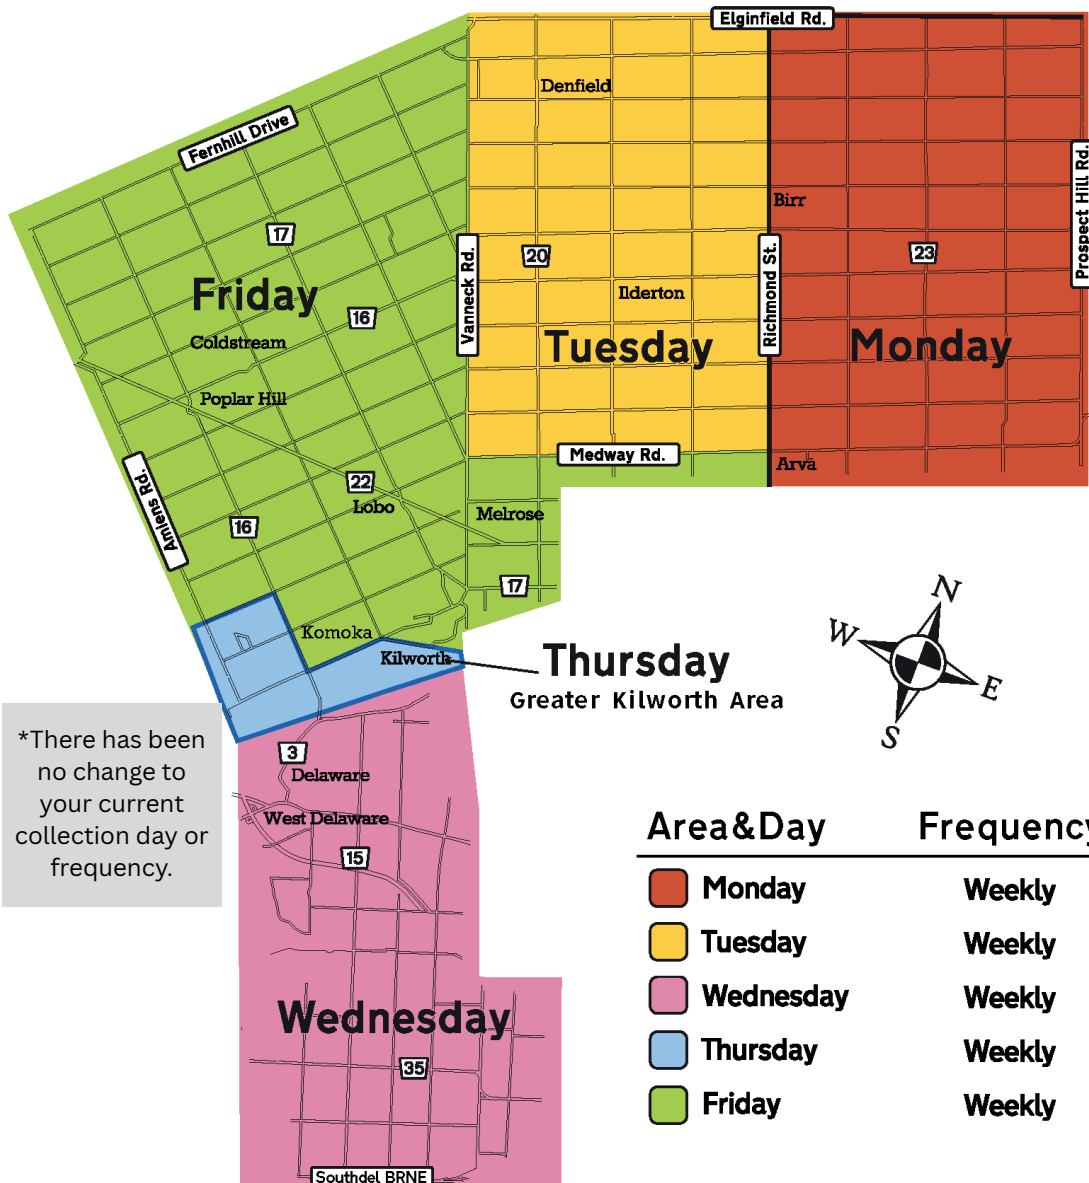 Elginfield Rd.
Denfield
Fernhill Drive
Prospect Hill Rd.
Birr
17
Vanneck Rd.
20
Richmond St.
23
Friday
Ilderton
16
Coldstream
Tuesday
Monday
Poplar Hill
Medway Rd.
Arva
Amiens Rd.
22
Lobo
Melrose
16
17
N
W
E
S
Komoka
Kilworth
Thursday
Greater Kilworth Area
*There has been
no change to
your current
collection day or
frequency.
3
Delaware
West Delaware
15
Area&Day Frequency
Monday Weekly
Tuesday Weekly
Wednesday Weekly
Thursday Weekly
Friday Weekly
Wednesday
35
Southdel BRNE